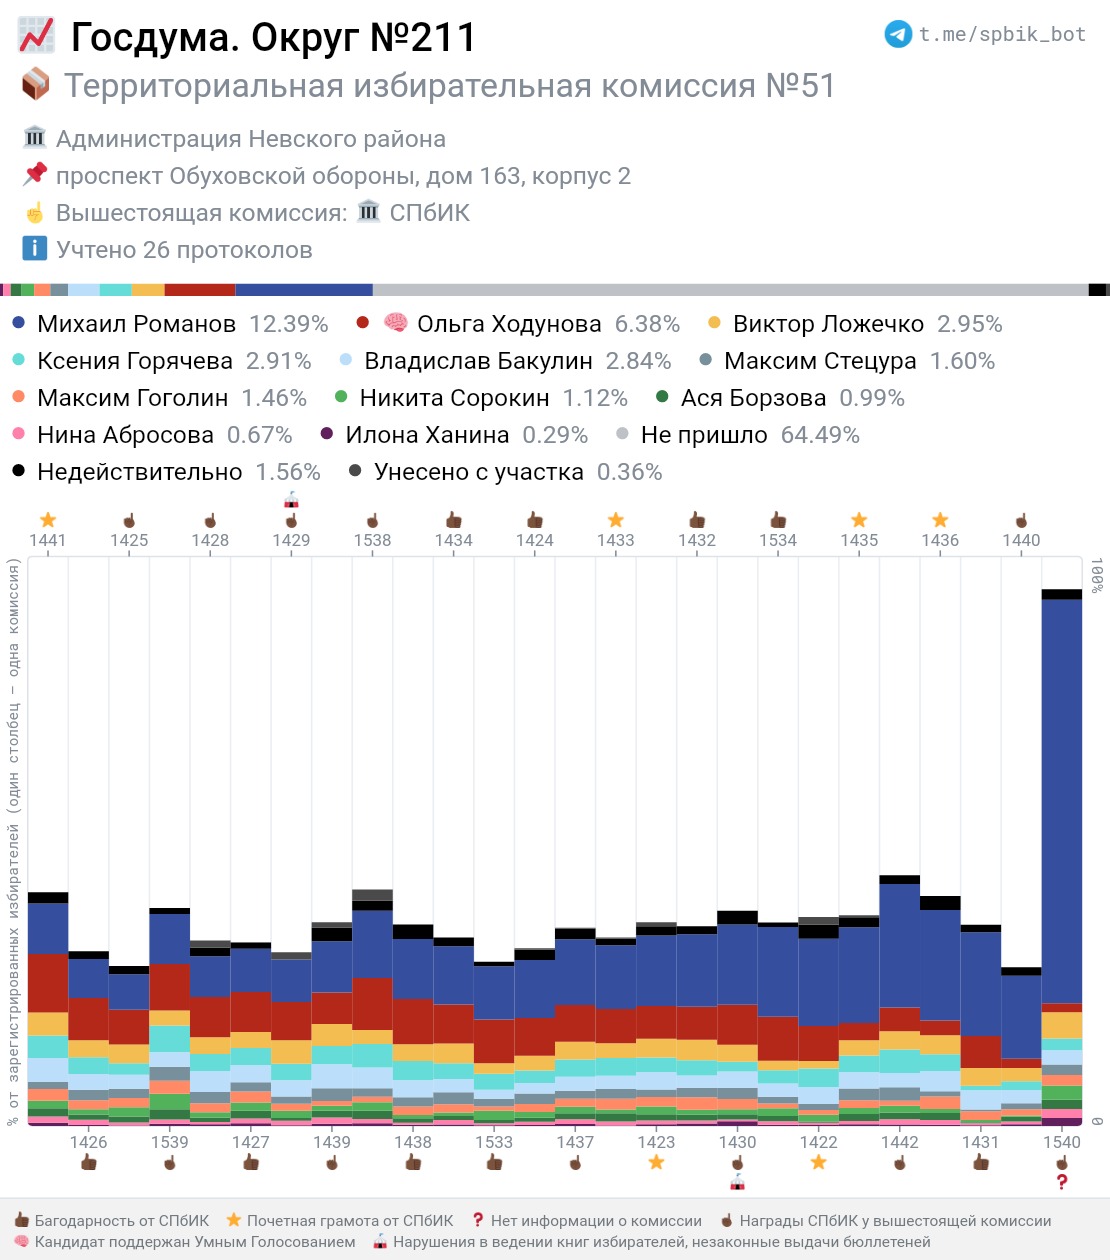 Госдума. Округ №211
t.me/spbik_bot
Территориальная избирательная комиссия №51
Администрация Невского района
проспект Обуховской обороны, дом 163, корпус 2
Вышестоящая комиссия: СПбИК
Учтено 26 протоколов
Михаил Романов 12.39% Ольга Ходунова 6.38% Виктор Ложечко 2.95%
Ксения Горячева 2.91% Владислав Бакулин 2.84% Максим Стецура 1.60%
Максим Гоголин 1.46% Никита Сорокин 1.12% Ася Борзова 0.99%
Нина Абросова 0.67% Илона Ханина 0.29% Не пришло 64.49%
Недействительно 1.56% Унесено с участка 0.36%
1441 1425 1428 1429 1538 1434 1424 1433 1432 1534 1435 1436 1440
% от зарегистрированных избирателей (один столбец – одна комиссия)
100%
0
1426 1539 1427 1439 1438 1533 1437 1423 1430 1422 1442 1431 1540
Багодарность от СПбИК Почетная грамота от СПбИК Нет информации о комиссии Награды СПбИК у вышестоящей комиссии
Кандидат поддержан Умным Голосованием Нарушения в ведении книг избирателей, незаконные выдачи бюллетеней